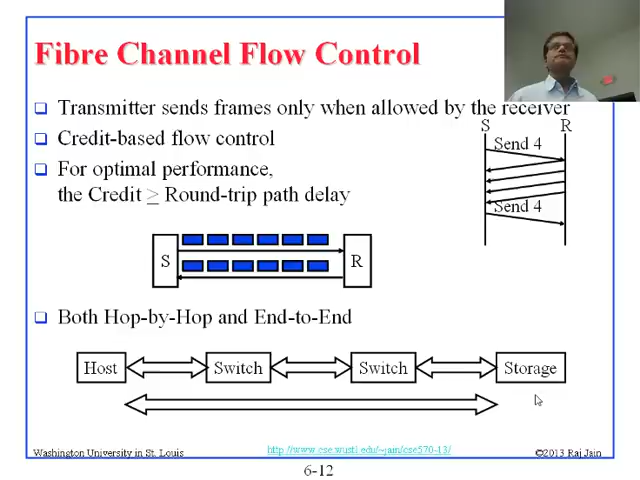 Fibre Channel Flow Control
Transmitter sends frames only when allowed by the receiver
Credit-based flow control
For optimal performance,
the Credit ≥ Round-trip path delay
S R
Send 4
Send 4
S R
Both Hop-by-Hop and End-to-End
Host Switch Switch Storage
Washington University in St. Louis http://www.cse.wustl.edu/~jain/cse570-13/ ©2013 Raj Jain
6-12